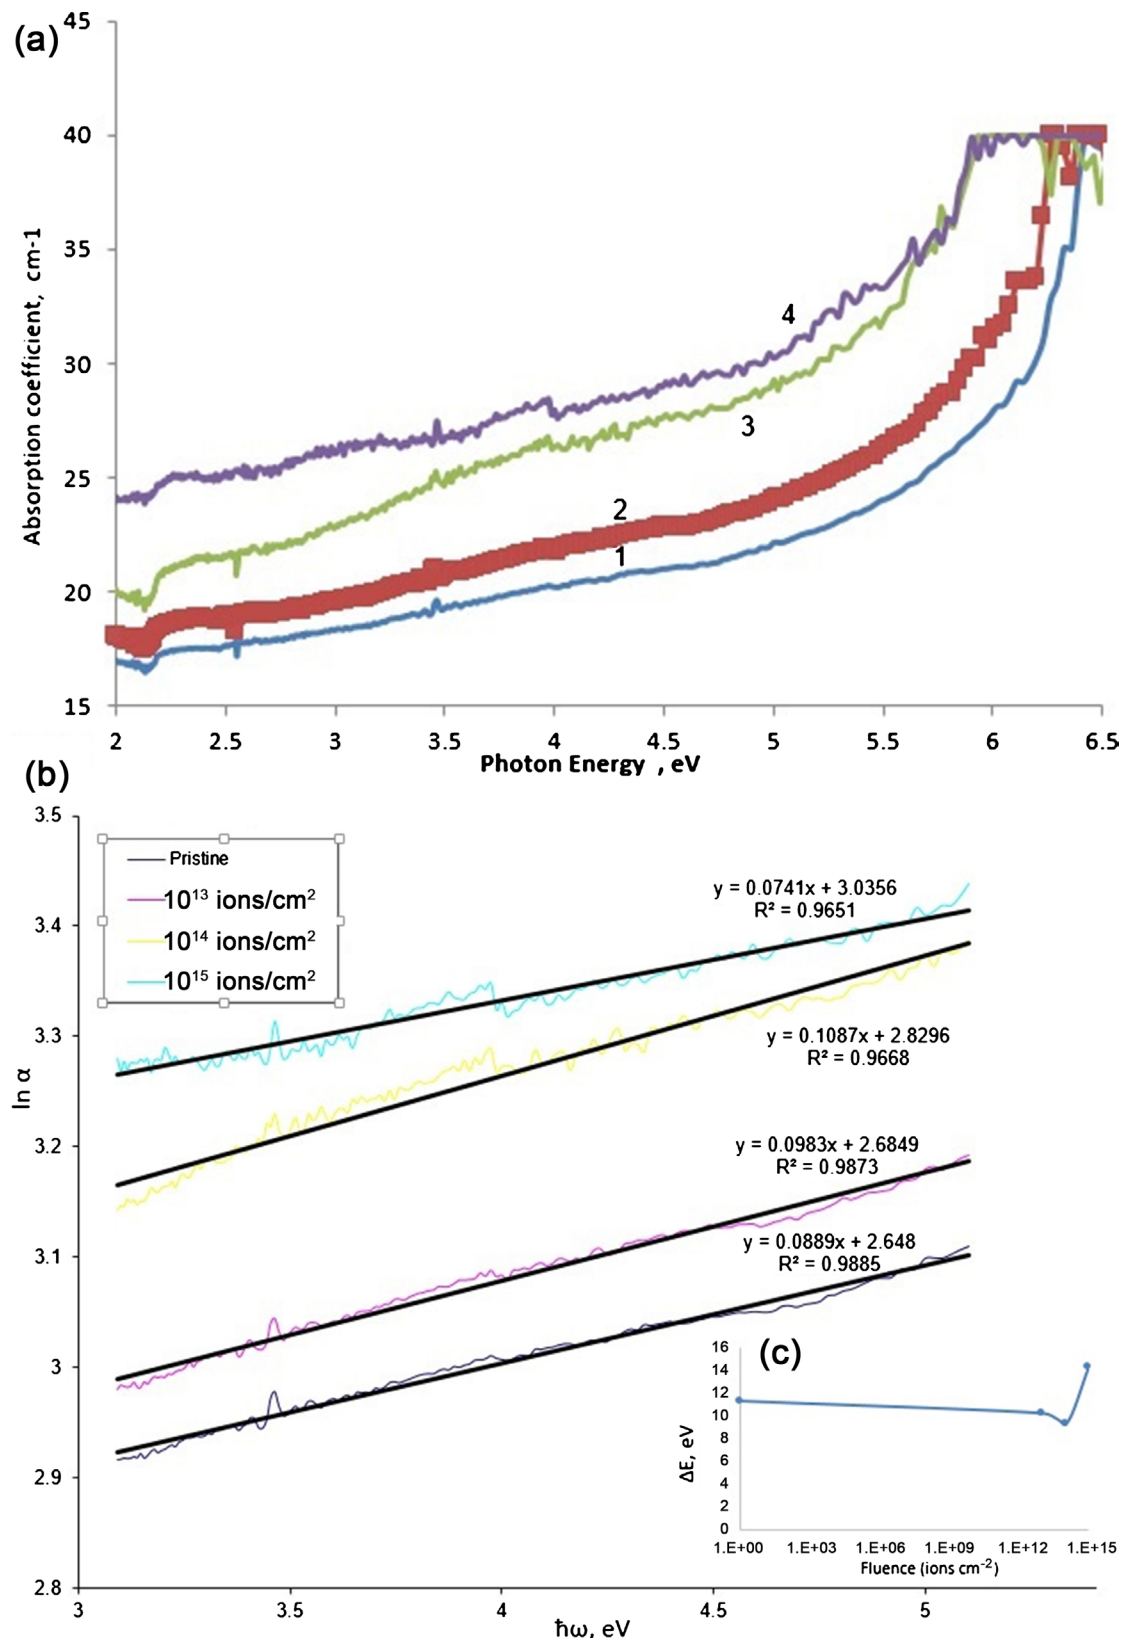 (a)
45
40
35
30
25
20
15
Absorption coefficient, cm-1
4
3
2
1
2 2.5 3 3.5 4 4.5 5 5.5 6 6.5
Photon Energy , eV
(b)
3.5
3.4
3.3
3.2
3.1
3
2.9
2.8
ln α
Pristine
10¹³ ions/cm²
10¹⁴ ions/cm²
10¹⁵ ions/cm²
y = 0.0741x + 3.0356
R² = 0.9651
y = 0.1087x + 2.8296
R² = 0.9668
y = 0.0983x + 2.6849
R² = 0.9873
y = 0.0889x + 2.648
R² = 0.9885
(c)
16
14
12
10
8
6
4
2
0
ΔE, eV
1.E+00 1.E+03 1.E+06 1.E+09 1.E+12 1.E+15
Fluence (ions cm⁻²)
3 3.5 4 4.5 5
ħω, eV